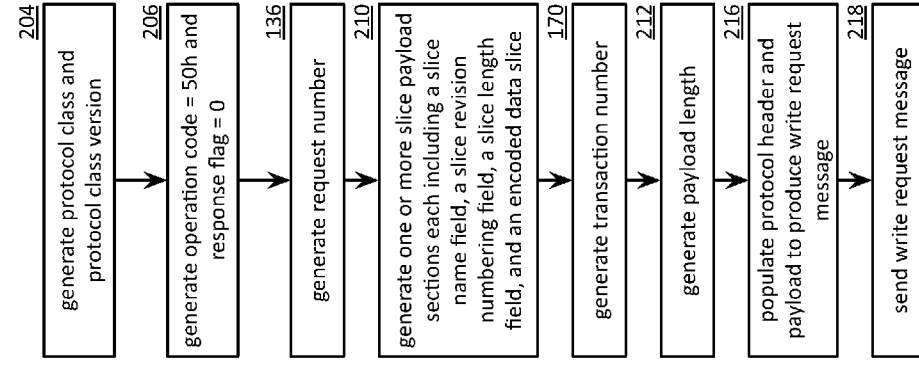 204
generate protocol class and
protocol class version
206
generate operation code = 50h and
response flag = 0
136
generate request number
210
generate one or more slice payload
sections each including a slice
name field, a slice revision
numbering field, a slice length
field, and an encoded data slice
170
generate transaction number
212
generate payload length
216
populate protocol header and
payload to produce write request
message
218
send write request message